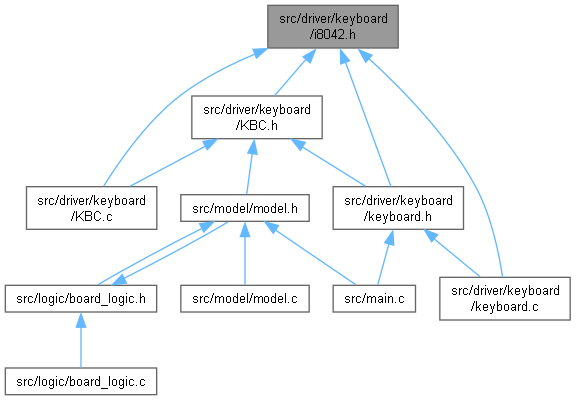 src/driver/keyboard
/i8042.h
src/driver/keyboard
/KBC.h
src/driver/keyboard
/KBC.c
src/model/model.h
src/driver/keyboard
/keyboard.h
src/logic/board_logic.h
src/model/model.c
src/main.c
src/driver/keyboard
/keyboard.c
src/logic/board_logic.c